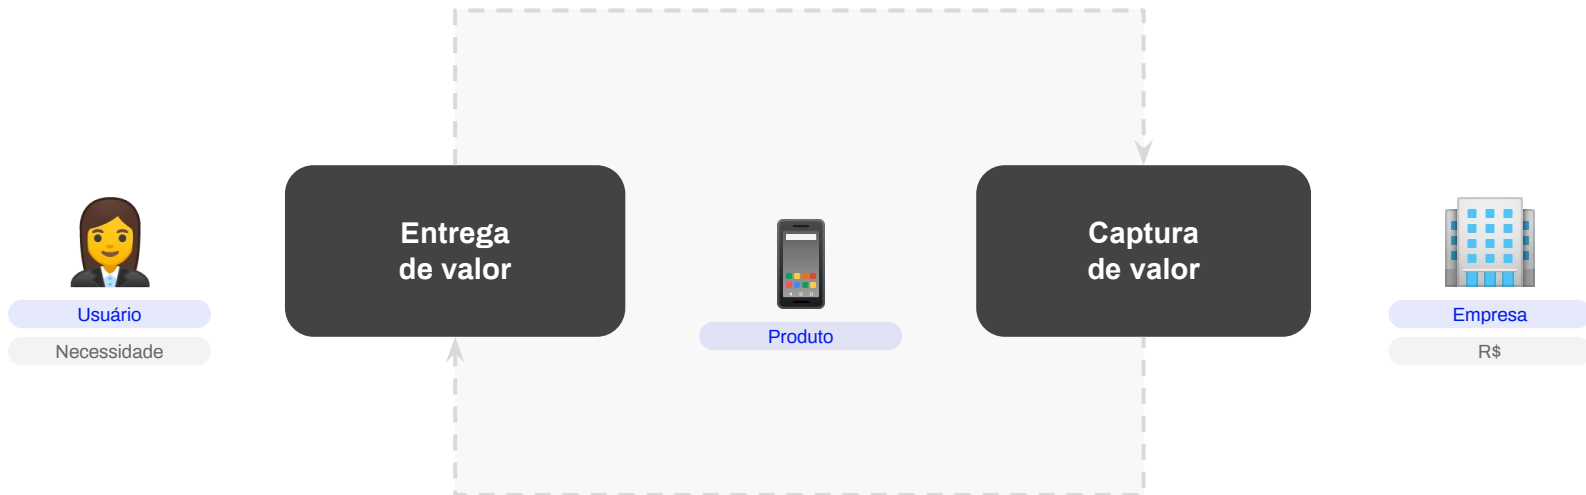 Usuário
Necessidade
Entrega
de valor
Produto
Captura
de valor
Empresa
R$